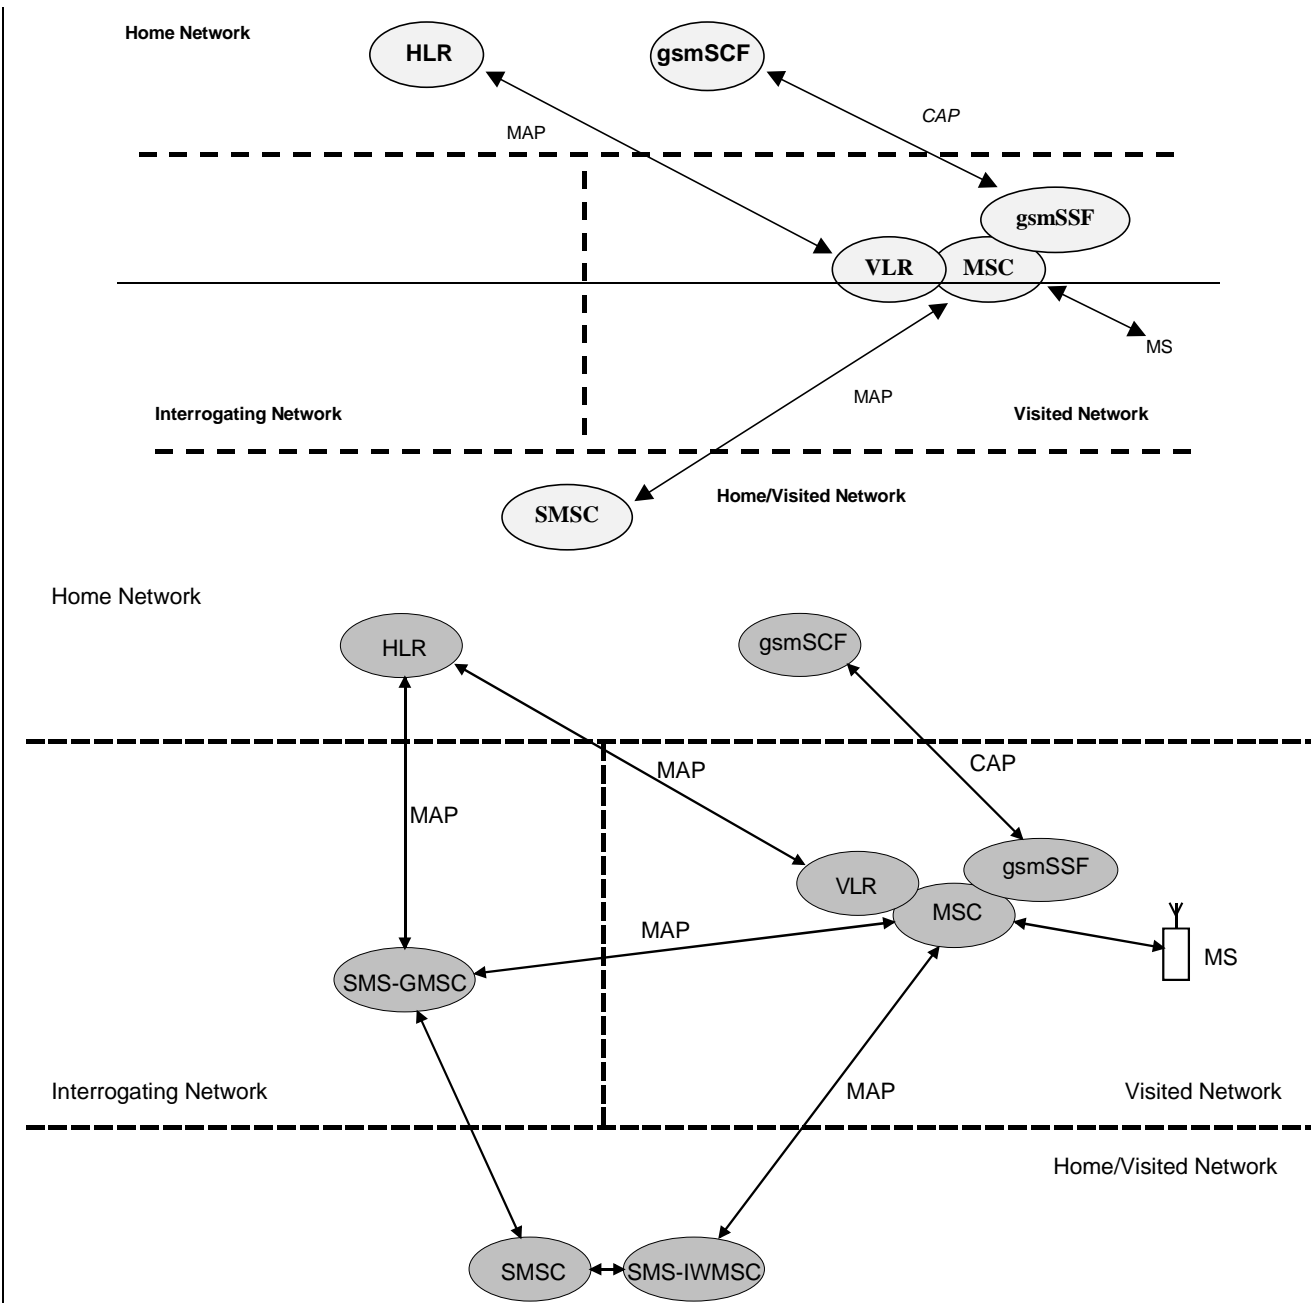 Home Network
HLR
gsmSCF
CAP
MAP
gsmSSF
VLR
MSC
MS
MAP
Interrogating Network
Visited Network
Home/Visited Network
SMSC
Home Network
HLR
gsmSCF
MAP
CAP
MAP
gsmSSF
VLR
MSC
MAP
MS
SMS-GMSC
Interrogating Network
MAP
Visited Network
Home/Visited Network
SMSC
SMS-IWMSC